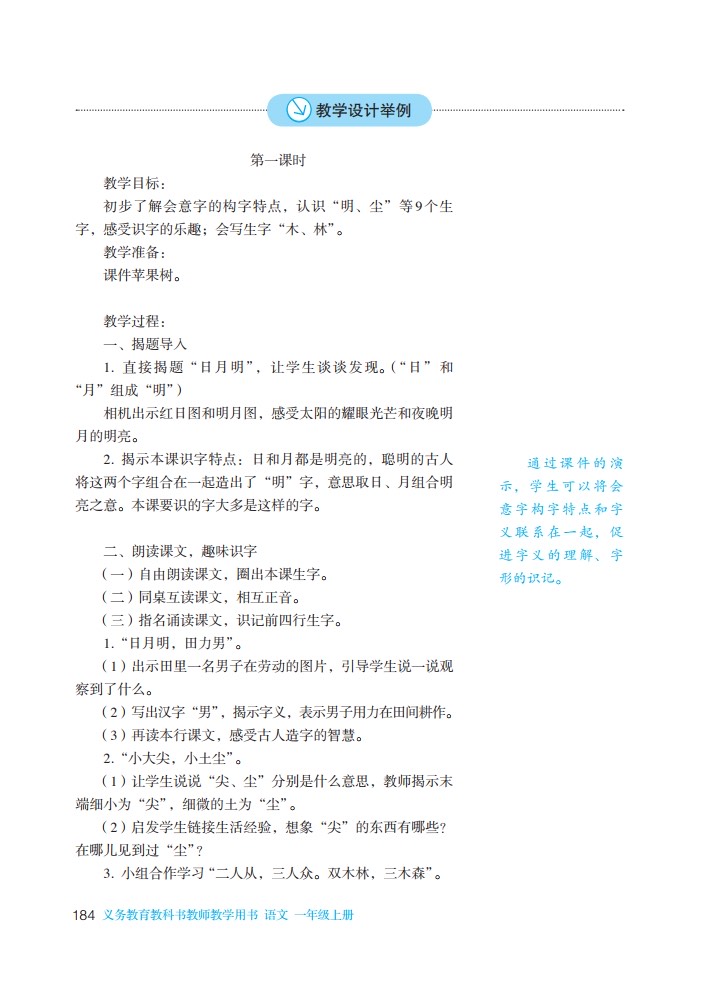 教学设计举例
第一课时
教学目标：
初步了解会意字的构字特点，认识“明、尘”等9个生
字，感受识字的乐趣；会写生字“木、林”。
教学准备：
课件苹果树。
教学过程：
一、揭题导入
1. 直接揭题“日月明”，让学生谈谈发现。（“日”和
“月”组成“明”）
相机出示红日图和明月图，感受太阳的耀眼光芒和夜晚明
月的明亮。
2. 揭示本课识字特点：日和月都是明亮的，聪明的古人
将这两个字组合在一起造出了“明”字，意思取日、月组合明
亮之意。本课要识的字大多是这样的字。
二、朗读课文，趣味识字
（一）自由朗读课文，圈出本课生字。
（二）同桌互读课文，相互正音。
（三）指名诵读课文，识记前四行生字。
1.“日月明，田力男”。
（1）出示田里一名男子在劳动的图片，引导学生说一说观
察到了什么。
（2）写出汉字“男”，揭示字义，表示男子用力在田间耕作。
（3）再读本行课文，感受古人造字的智慧。
2.“小大尖，小土尘”。
（1）让学生说说“尖、尘”分别是什么意思，教师揭示末
端细小为“尖”，细微的土为“尘”。
（2）启发学生链接生活经验，想象“尖”的东西有哪些？
在哪儿见到过“尘”？
3. 小组合作学习“二人从，三人众。双木林，三木森”。
通过课件的演
示，学生可以将会
意字构字特点和字
义联系在一起，促
进字义的理解、字
形的识记。
184 义务教育教科书教师教学用书 语文 一年级上册